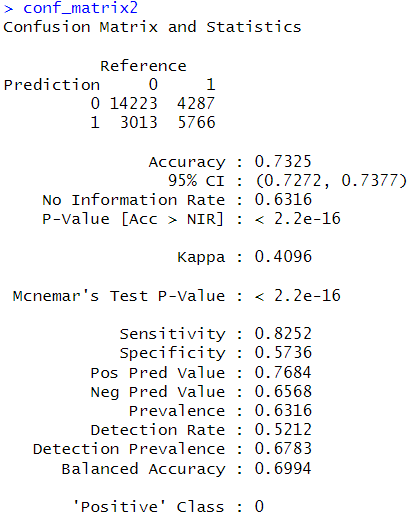 > conf_matrix2
Confusion Matrix and Statistics
Reference
Prediction 0 1
0 14223 4287
1 3013 5766
Accuracy : 0.7325
95% CI : (0.7272, 0.7377)
No Information Rate : 0.6316
P-Value [Acc > NIR] : < 2.2e-16
Kappa : 0.4096
Mcnemar's Test P-Value : < 2.2e-16
Sensitivity : 0.8252
Specificity : 0.5736
Pos Pred Value : 0.7684
Neg Pred Value : 0.6568
Prevalence : 0.6316
Detection Rate : 0.5212
Detection Prevalence : 0.6783
Balanced Accuracy : 0.6994
'Positive' Class : 0